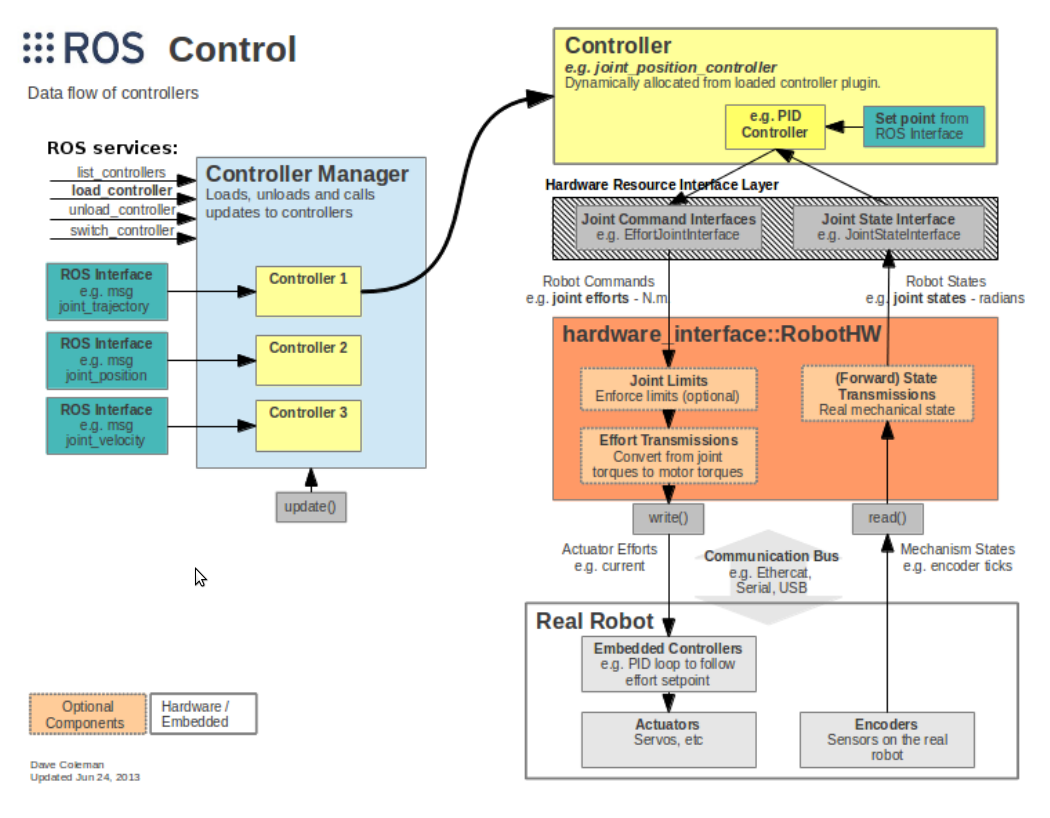 ROS Control
Data flow of controllers
ROS services:
list_controllers
load_controller
unload_controller
switch_controller
Controller Manager
Loads, unloads and calls
updates to controllers
ROS Interface
e.g. msg
joint_trajectory
Controller 1
ROS Interface
e.g. msg
joint_position
Controller 2
ROS Interface
e.g. msg
joint_velocity
Controller 3
update()
Controller
e.g. joint_position_controller
Dynamically allocated from loaded controller plugin.
e.g. PID
Controller
Set point from
ROS Interface
Hardware Resource Interface Layer
Joint Command Interfaces
e.g. EffortJointInterface
Joint State Interface
e.g. JointStateInterface
Robot Commands
e.g. joint efforts - N.m
Robot States
e.g. joint states - radians
hardware_interface::RobotHW
Joint Limits
Enforce limits (optional)
Effort Transmissions
Convert from joint
torques to motor torques
(Forward) State
Transmissions
Real mechanical state
write()
read()
Actuator Efforts
e.g. current
Communication Bus
e.g. Ethercat,
Serial, USB
Mechanism States
e.g. encoder ticks
Real Robot
Embedded Controllers
e.g. PID loop to follow
effort setpoint
Actuators
Servos, etc
Encoders
Sensors on the real
robot
Optional
Components
Hardware /
Embedded
Dave Coleman
Updated Jun 24, 2013